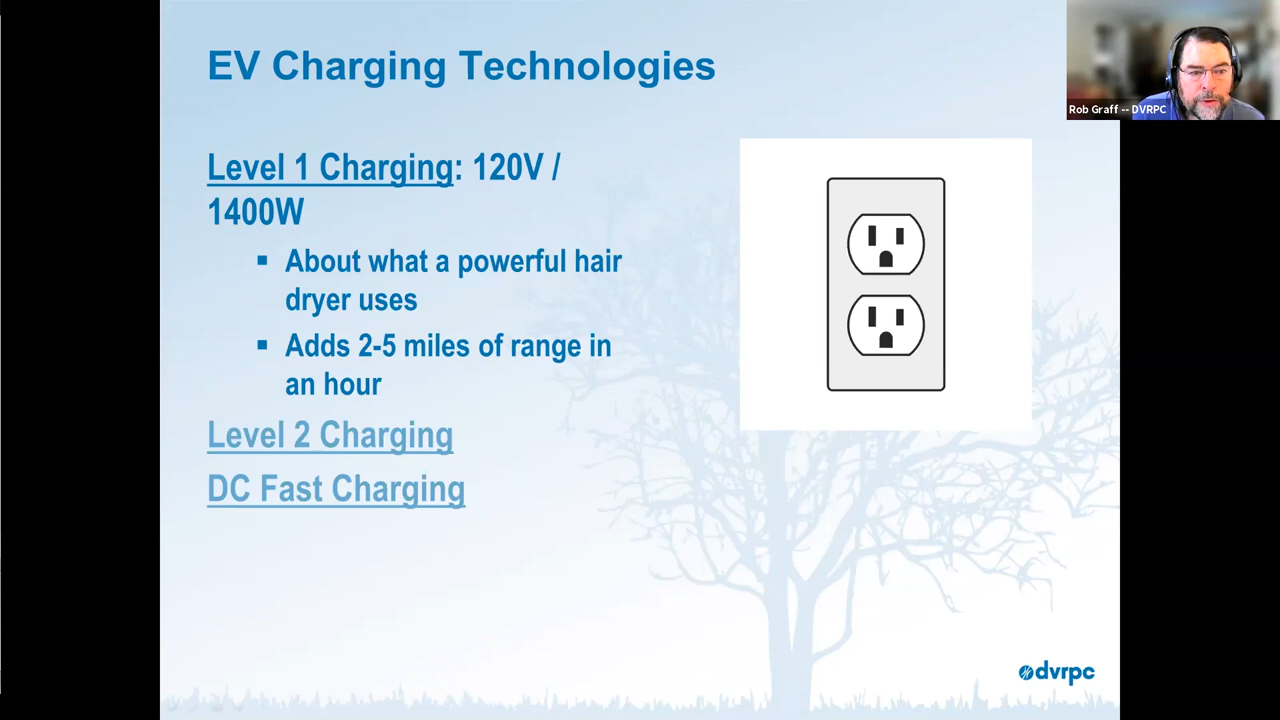 EV Charging Technologies
Rob Graff -- DVRPC
Level 1 Charging: 120V /
1400W
▪ About what a powerful hair
dryer uses
▪ Adds 2-5 miles of range in
an hour
Level 2 Charging
DC Fast Charging
dvrpc